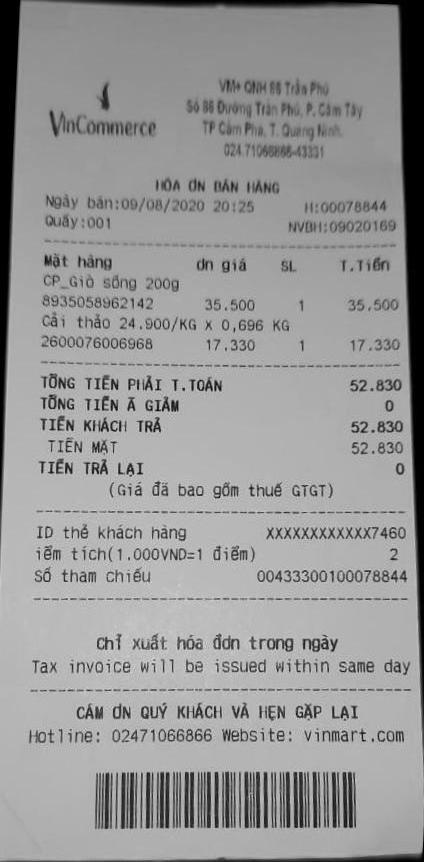 VinCommerce
VM+ QNH 86 Trần Phú
Số 86 Đường Trần Phú, P. Cẩm Tây
TP Cẩm Phả, T. Quảng Ninh.
024.71066866-43331
HÓA ƠN BÁN HÀNG
Ngày bán:09/08/2020 20:25 H:00078844
Quầy:001 NVBH:09020169
Mặt hàng ơn giá SL T.Tiền
CP_Giò sống 200g
8935058962142 35.500 1 35.500
Cải thảo 24.900/KG X 0,696 KG
2600076006968 17.330 1 17.330
TỔNG TIỀN PHẢI T.TOÁN 52.830
TỔNG TIỀN Ã GIẢM 0
TIỀN KHÁCH TRẢ 52.830
TIỀN MẶT 52.830
TIỀN TRẢ LẠI 0
(Giá đã bao gồm thuế GTGT)
ID thẻ khách hàng XXXXXXXXXXXX7460
iểm tích(1.000VND=1 điểm) 2
Số tham chiếu 00433300100078844
Chỉ xuất hóa đơn trong ngày
Tax invoice will be issued within same day
CÁM ƠN QUÝ KHÁCH VÀ HẸN GẶP LẠI
Hotline: 02471066866 Website: vinmart.com